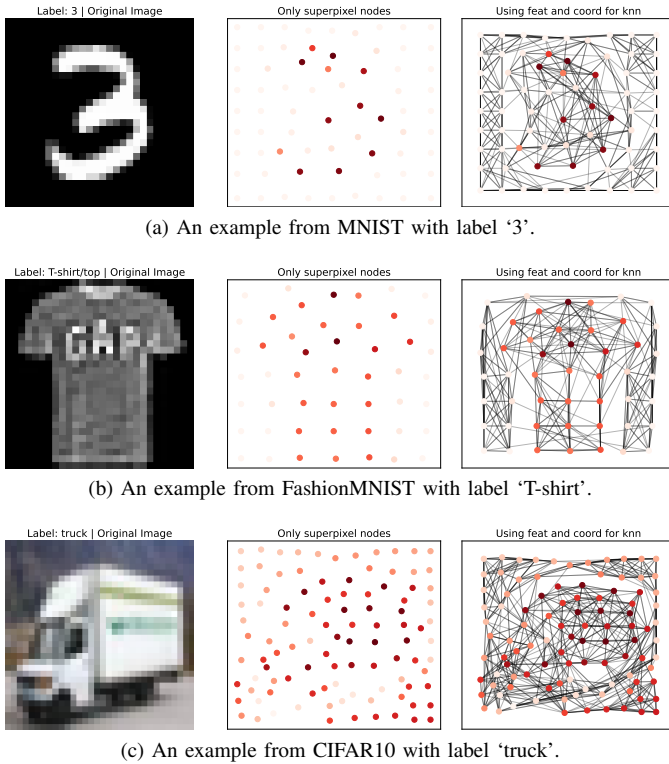 Label: 3 | Original Image
Only superpixel nodes
Using feat and coord for knn
(a) An example from MNIST with label ‘3’.
Label: T-shirt/top | Original Image
Only superpixel nodes
Using feat and coord for knn
GAP
(b) An example from FashionMNIST with label ‘T-shirt’.
Label: truck | Original Image
Only superpixel nodes
Using feat and coord for knn
(c) An example from CIFAR10 with label ‘truck’.